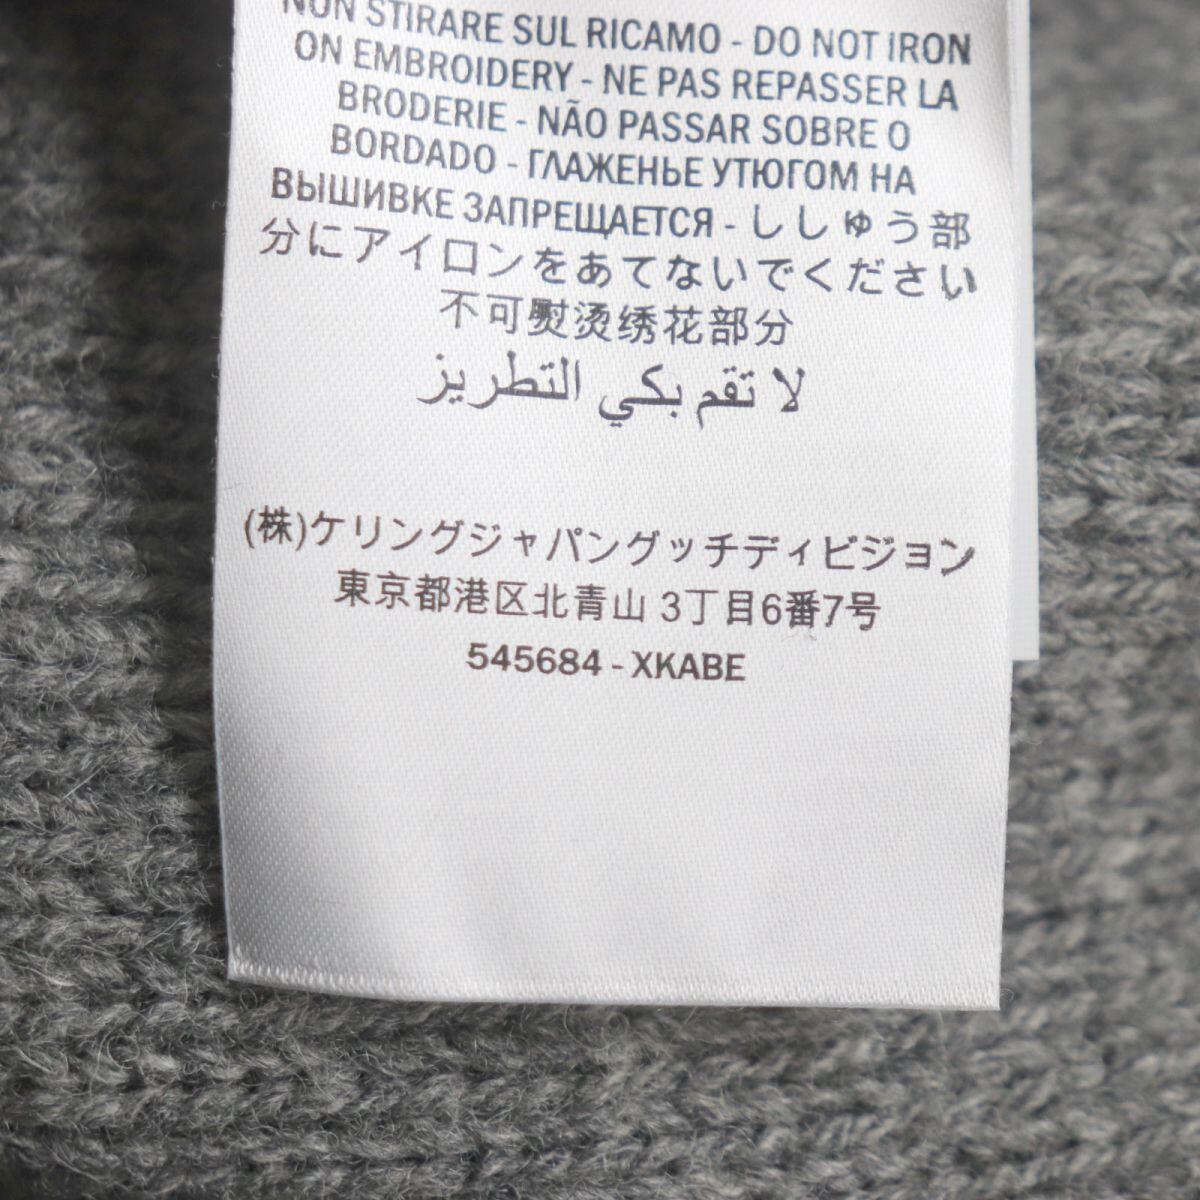 NON STIRARE SUL RICAMO - DO NOT IRON
ON EMBROIDERY - NE PAS REPASSER LA
BRODERIE - NÃO PASSAR SOBRE O
BORDADO - ГЛАЖЕНЬЕ УТЮГОМ НА
ВЫШИВКЕ ЗАПРЕЩАЕТСЯ - ししゅう部
分にアイロンをあてないでください
不可熨烫绣花部分
لا تقم بكي التطريز
(株)ケリングジャパングッチディビジョン
東京都港区北青山 3丁目6番7号
545684 - XKABE